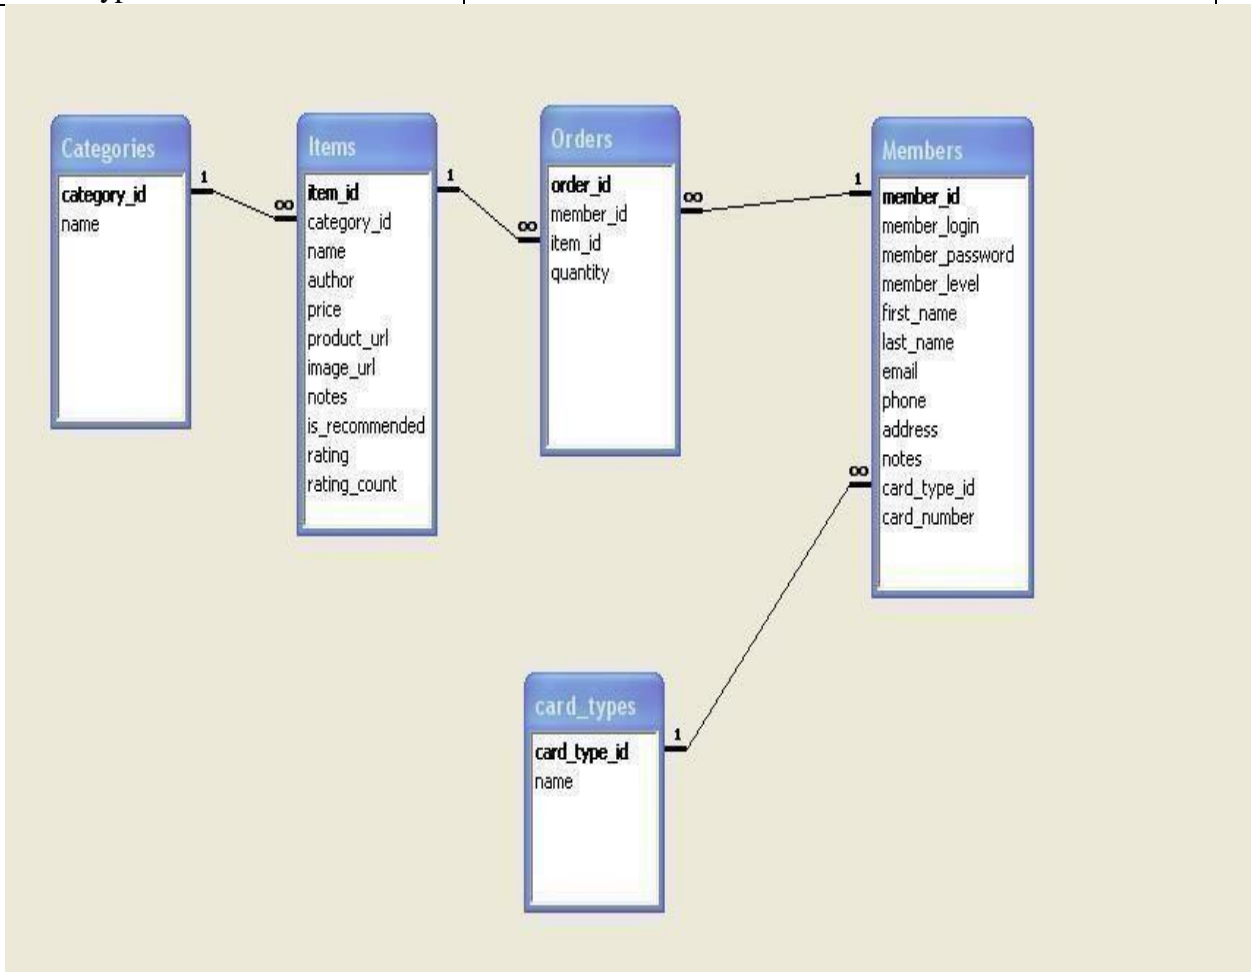 Categories
category_id
name
1
∞
Items
item_id
category_id
name
author
price
product_url
image_url
notes
is_recommended
rating
rating_count
1
∞
Orders
order_id
member_id
item_id
quantity
∞
1
Members
member_id
member_login
member_password
member_level
first_name
last_name
email
phone
address
notes
card_type_id
card_number
∞
card_types
card_type_id
name
1